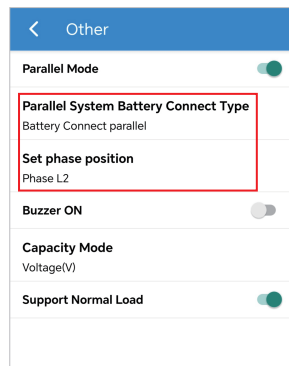 Other
Parallel Mode
Parallel System Battery Connect Type
Battery Connect parallel
Set phase position
Phase L2
Buzzer ON
Capacity Mode
Voltage(V)
Support Normal Load